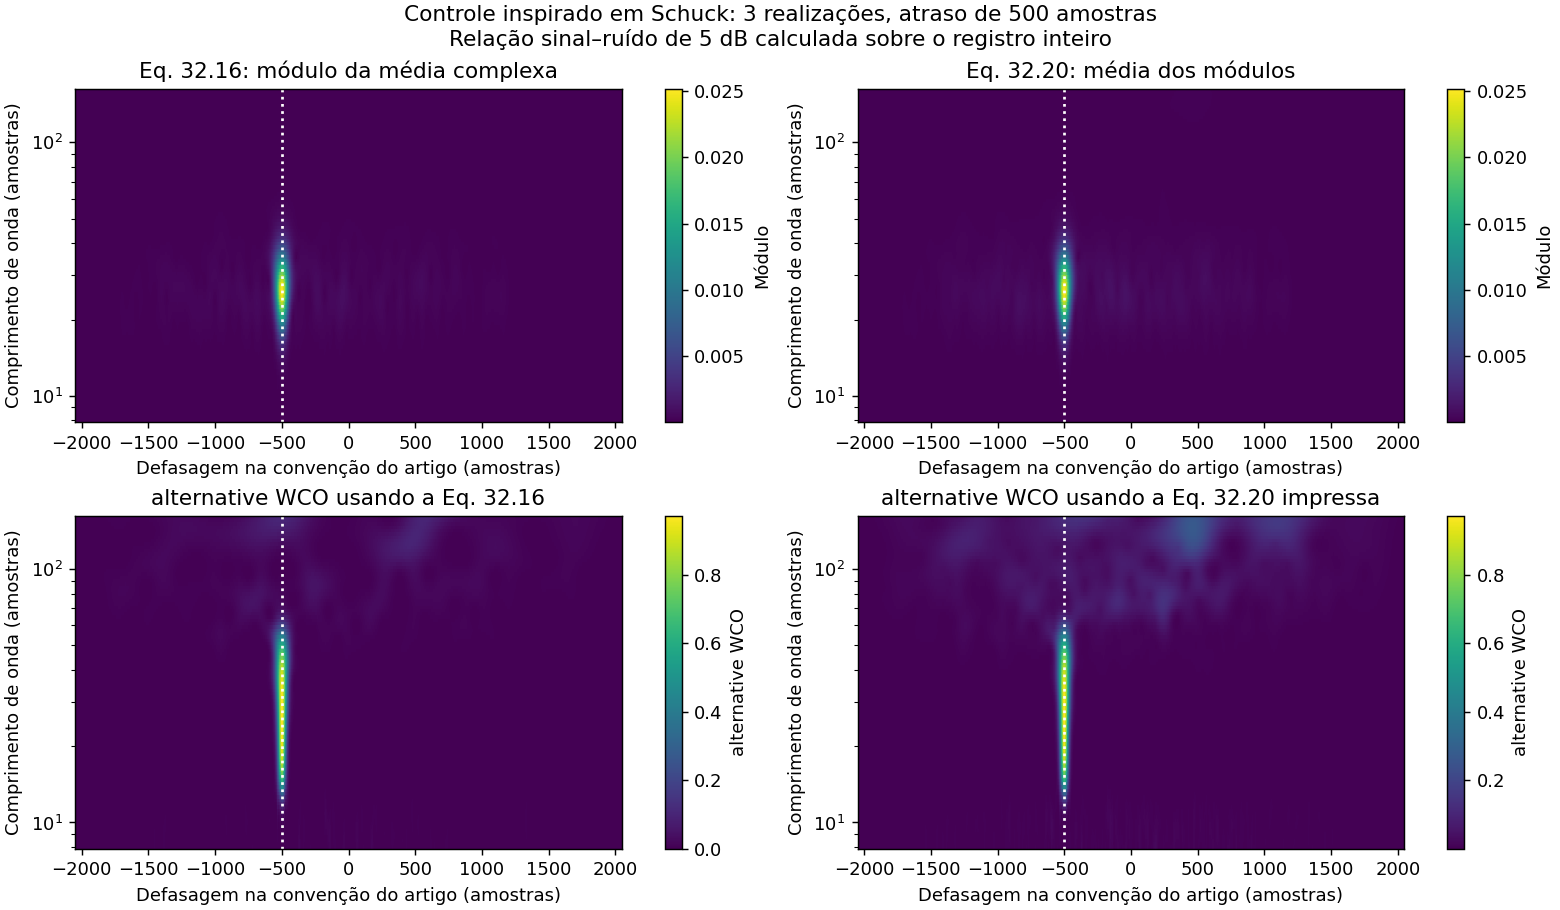 Controle inspirado em Schuck: 3 realizações, atraso de 500 amostras
Relação sinal–ruído de 5 dB calculada sobre o registro inteiro
Eq. 32.16: módulo da média complexa
Comprimento de onda (amostras)
10²
10¹
−2000 −1500 −1000 −500 0 500 1000 1500 2000
Defasagem na convenção do artigo (amostras)
0.025
0.020
0.015
0.010
0.005
Módulo
Eq. 32.20: média dos módulos
Comprimento de onda (amostras)
10²
10¹
−2000 −1500 −1000 −500 0 500 1000 1500 2000
Defasagem na convenção do artigo (amostras)
0.025
0.020
0.015
0.010
0.005
Módulo
alternative WCO usando a Eq. 32.16
Comprimento de onda (amostras)
10²
10¹
−2000 −1500 −1000 −500 0 500 1000 1500 2000
Defasagem na convenção do artigo (amostras)
0.8
0.6
0.4
0.2
0.0
alternative WCO
alternative WCO usando a Eq. 32.20 impressa
Comprimento de onda (amostras)
10²
10¹
−2000 −1500 −1000 −500 0 500 1000 1500 2000
Defasagem na convenção do artigo (amostras)
0.8
0.6
0.4
0.2
alternative WCO